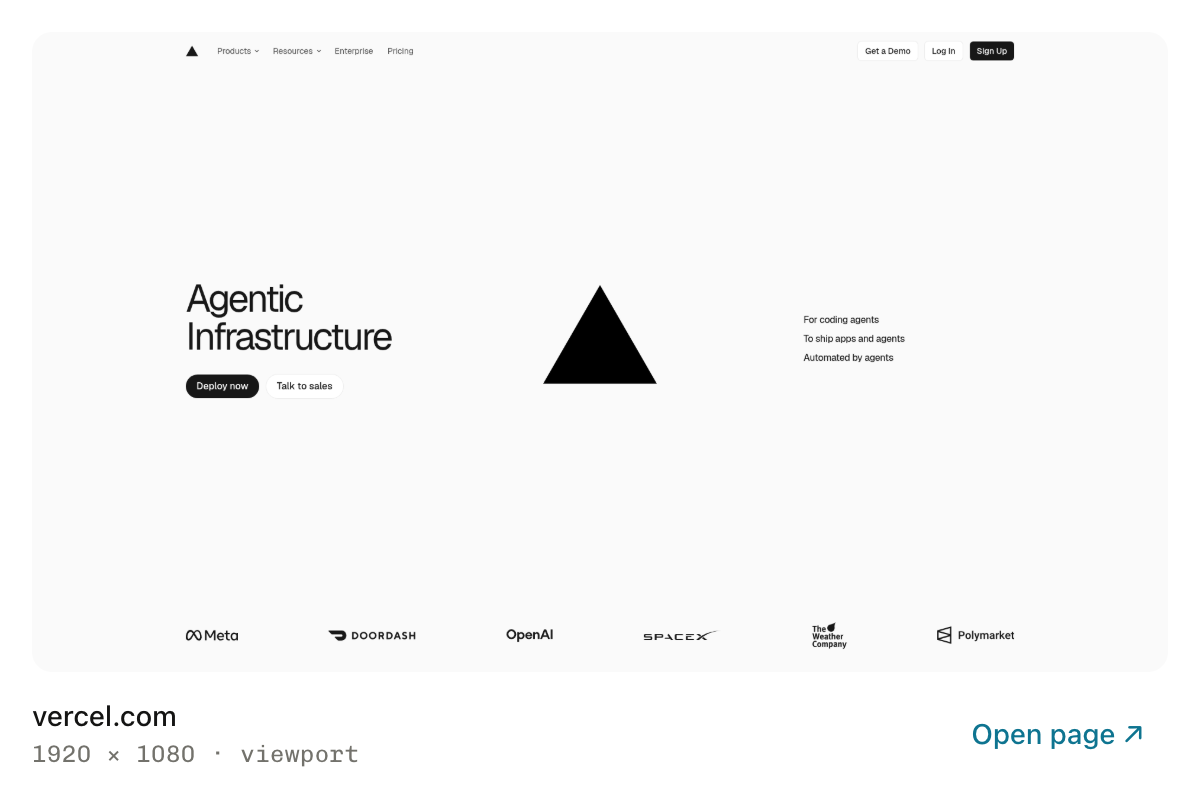 Products
Resources
Enterprise
Pricing
Get a Demo
Log In
Sign Up
Agentic
Infrastructure
Deploy now
Talk to sales
For coding agents
To ship apps and agents
Automated by agents
Meta
DOORDASH
OpenAI
SPACEX
The
Weather
Company
Polymarket
vercel.com
1920 × 1080 · viewport
Open page ↗